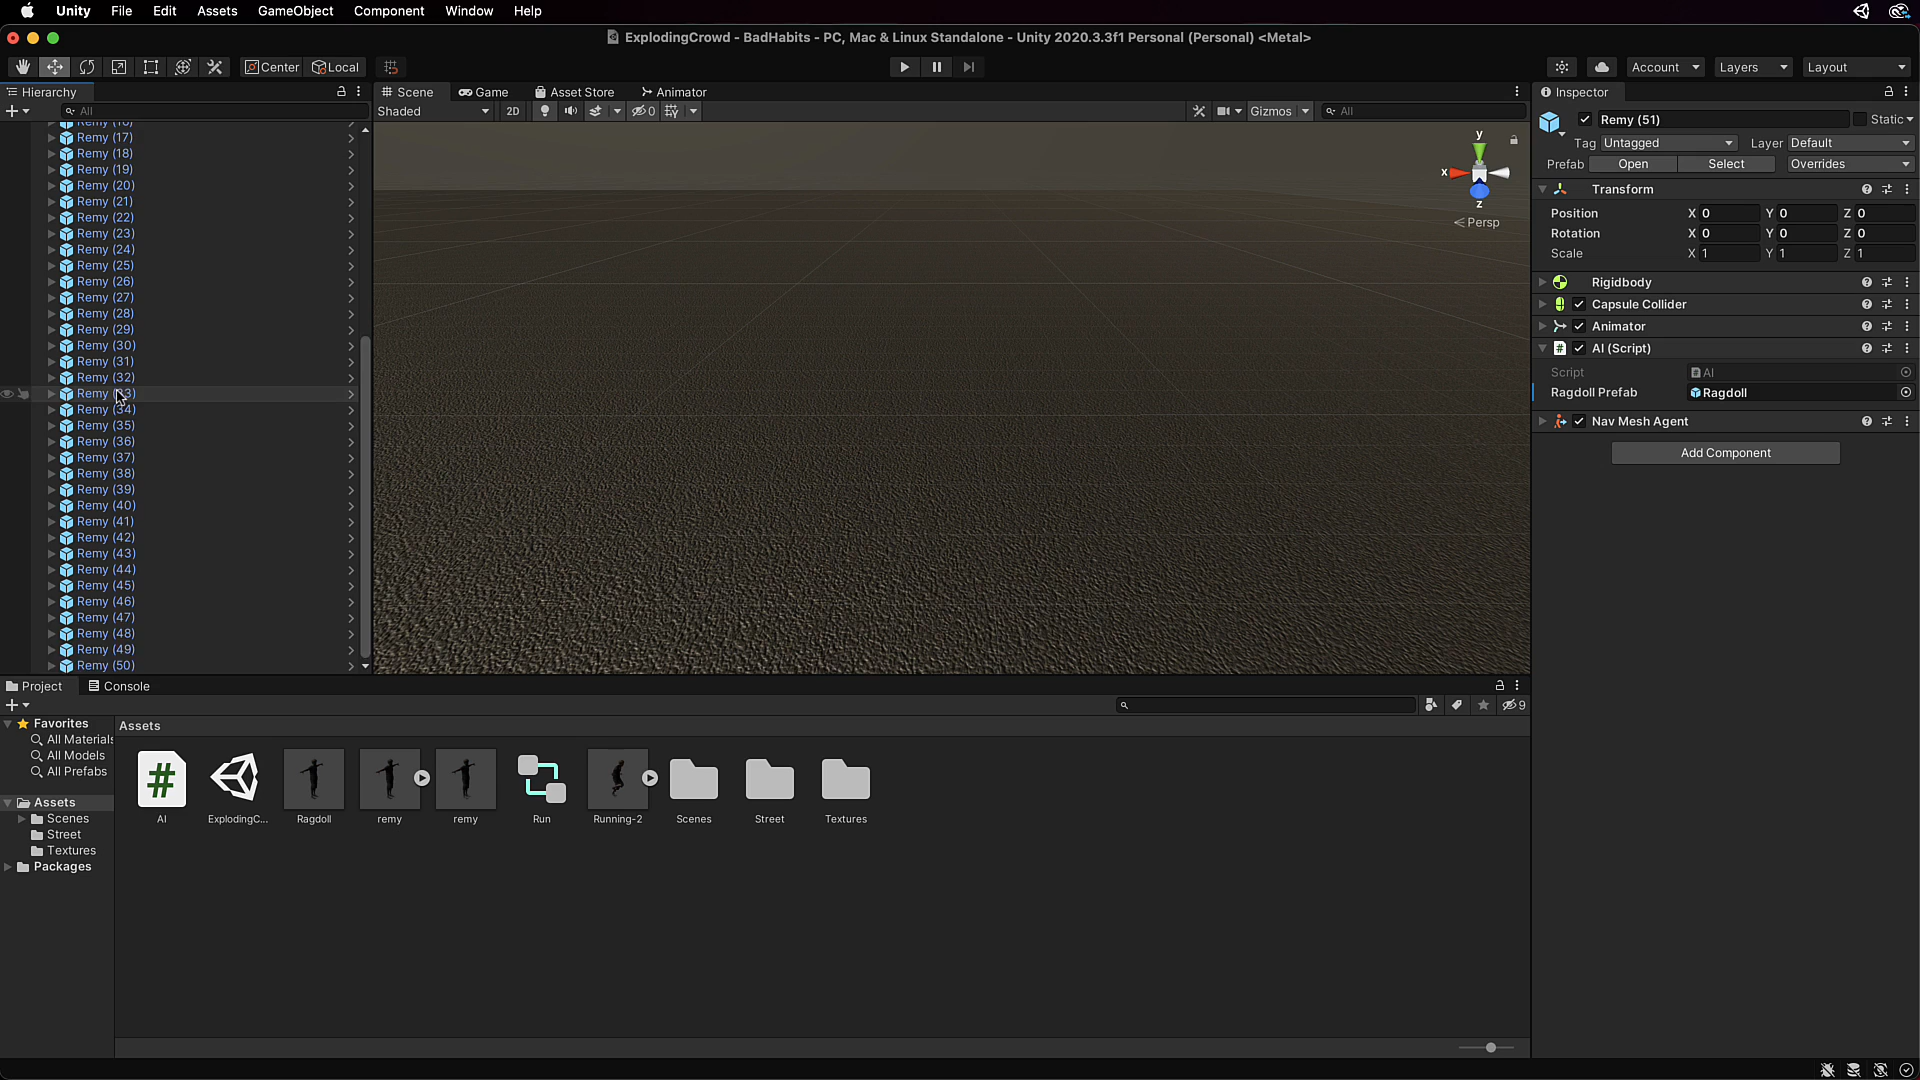 Unity File Edit Assets GameObject Component Window Help
ExplodingCrowd - BadHabits - PC, Mac & Linux Standalone - Unity 2020.3.3f1 Personal (Personal) <Metal>
Center Local Account Layers Layout
Hierarchy
All
Remy (16)
Remy (17)
Remy (18)
Remy (19)
Remy (20)
Remy (21)
Remy (22)
Remy (23)
Remy (24)
Remy (25)
Remy (26)
Remy (27)
Remy (28)
Remy (29)
Remy (30)
Remy (31)
Remy (32)
Remy (33)
Remy (34)
Remy (35)
Remy (36)
Remy (37)
Remy (38)
Remy (39)
Remy (40)
Remy (41)
Remy (42)
Remy (43)
Remy (44)
Remy (45)
Remy (46)
Remy (47)
Remy (48)
Remy (49)
Remy (50)
Scene Game Asset Store Animator
Shaded 2D 0 Gizmos All
y
x
z
Persp
Inspector
Remy (51) Static
Tag Untagged Layer Default
Prefab Open Select Overrides
Transform
Position X 0 Y 0 Z 0
Rotation X 0 Y 0 Z 0
Scale X 1 Y 1 Z 1
Rigidbody
Capsule Collider
Animator
# AI (Script)
Script AI
Ragdoll Prefab Ragdoll
Nav Mesh Agent
Add Component
Project Console
9
Favorites
All Materials
All Models
All Prefabs
Assets
Scenes
Street
Textures
Packages
Assets
#
AI ExplodingC... Ragdoll remy remy Run Running-2 Scenes Street Textures